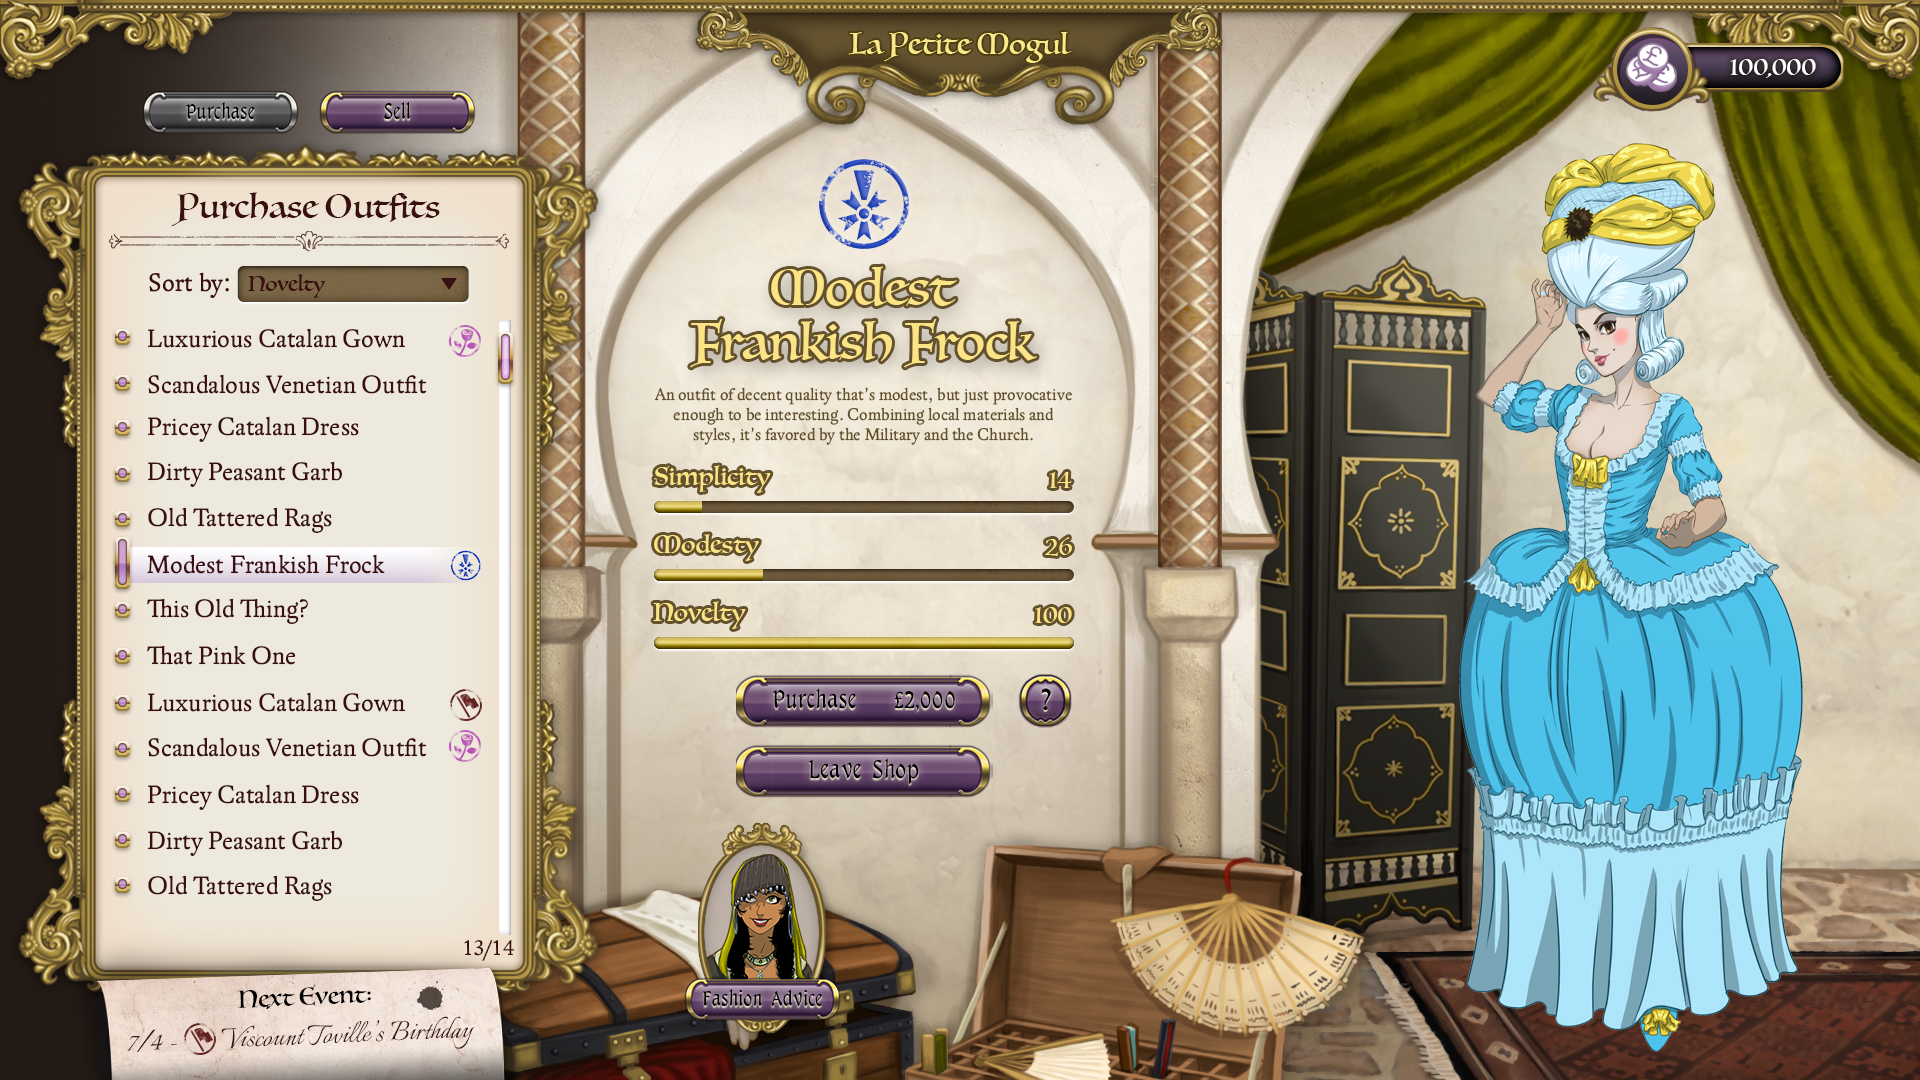 La Petite Mogul
100,000
Purchase
Sell
Purchase Outfits
Sort by: Novelty
Luxurious Catalan Gown
Scandalous Venetian Outfit
Pricey Catalan Dress
Dirty Peasant Garb
Old Tattered Rags
Modest Frankish Frock
This Old Thing?
That Pink One
Luxurious Catalan Gown
Scandalous Venetian Outfit
Pricey Catalan Dress
Dirty Peasant Garb
Old Tattered Rags
13/14
Next Event:
7/4 - Viscount Toville's Birthday
Modest
Frankish Frock
An outfit of decent quality that's modest, but just provocative
enough to be interesting. Combining local materials and
styles, it's favored by the Military and the Church.
Simplicity 14
Modesty 26
Novelty 100
Purchase £2,000
?
Leave Shop
Fashion Advice